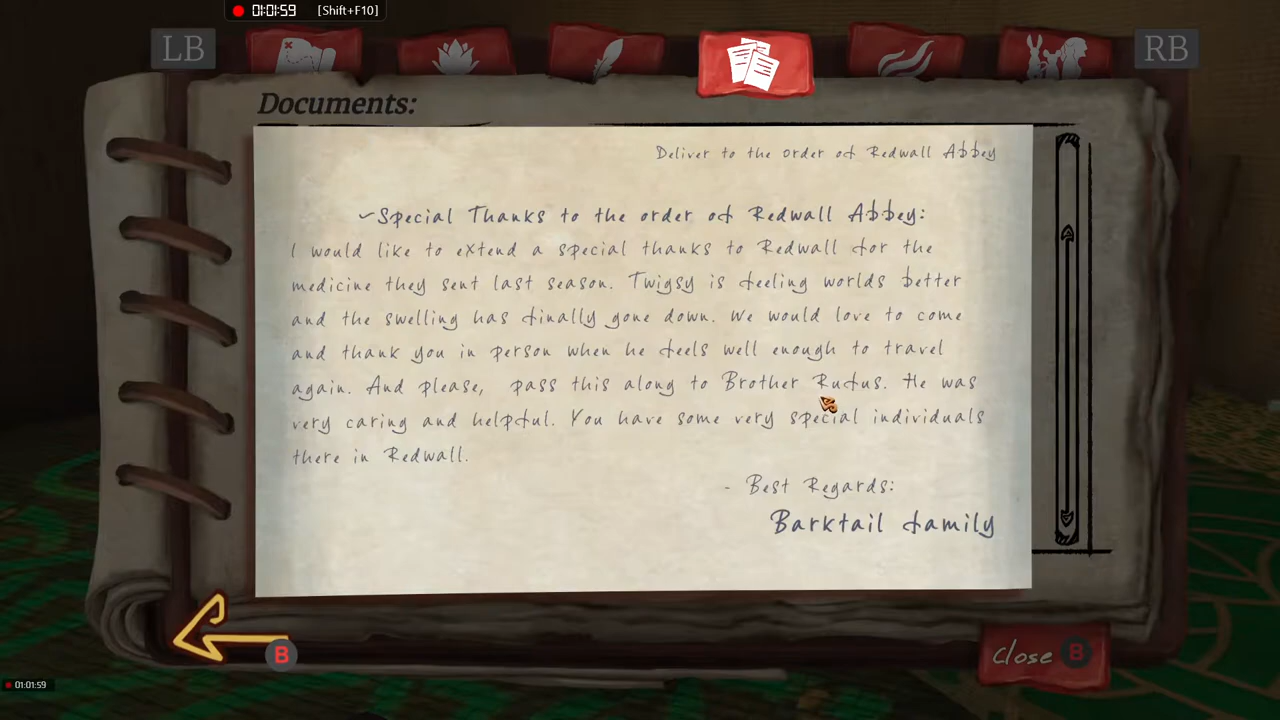 01:01:59 [Shift+F10]
LB RB
Documents:
Deliver to the order of Redwall Abbey
~Special Thanks to the order of Redwall Abbey:
I would like to extend a special thanks to Redwall for the
medicine they sent last season. Twigsy is feeling worlds better
and the swelling has finally gone down. We would love to come
and thank you in person when he feels well enough to travel
again. And please, pass this along to Brother Rufus. He was
very caring and helpful. You have some very special individuals
there in Redwall.
- Best Regards:
Barktail family
B
Close B
01:01:59